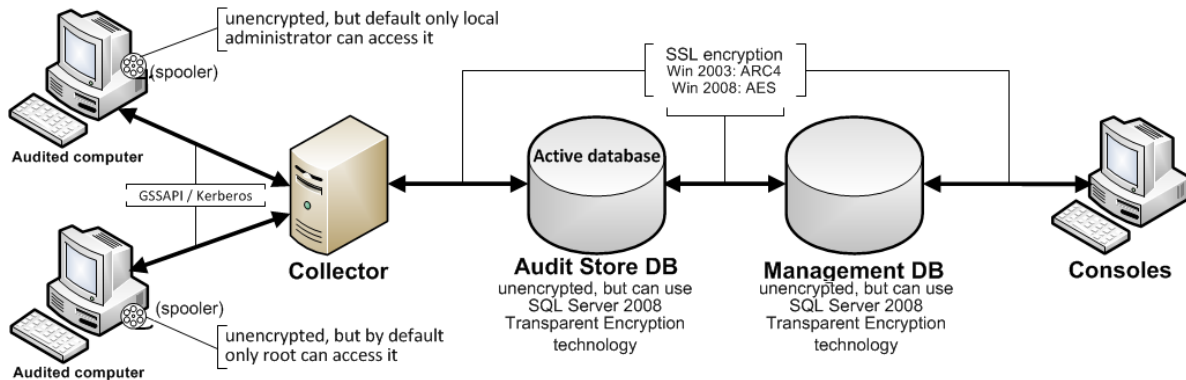 unencrypted, but default only local
administrator can access it
(spooler)
Audited computer
GSSAPI / Kerberos
(spooler)
unencrypted, but by default
only root can access it
Audited computer
Collector
SSL encryption
Win 2003: ARC4
Win 2008: AES
Active database
Audit Store DB
unencrypted, but can use
SQL Server 2008
Transparent Encryption
technology
Management DB
unencrypted, but can use
SQL Server 2008
Transparent Encryption
technology
Consoles